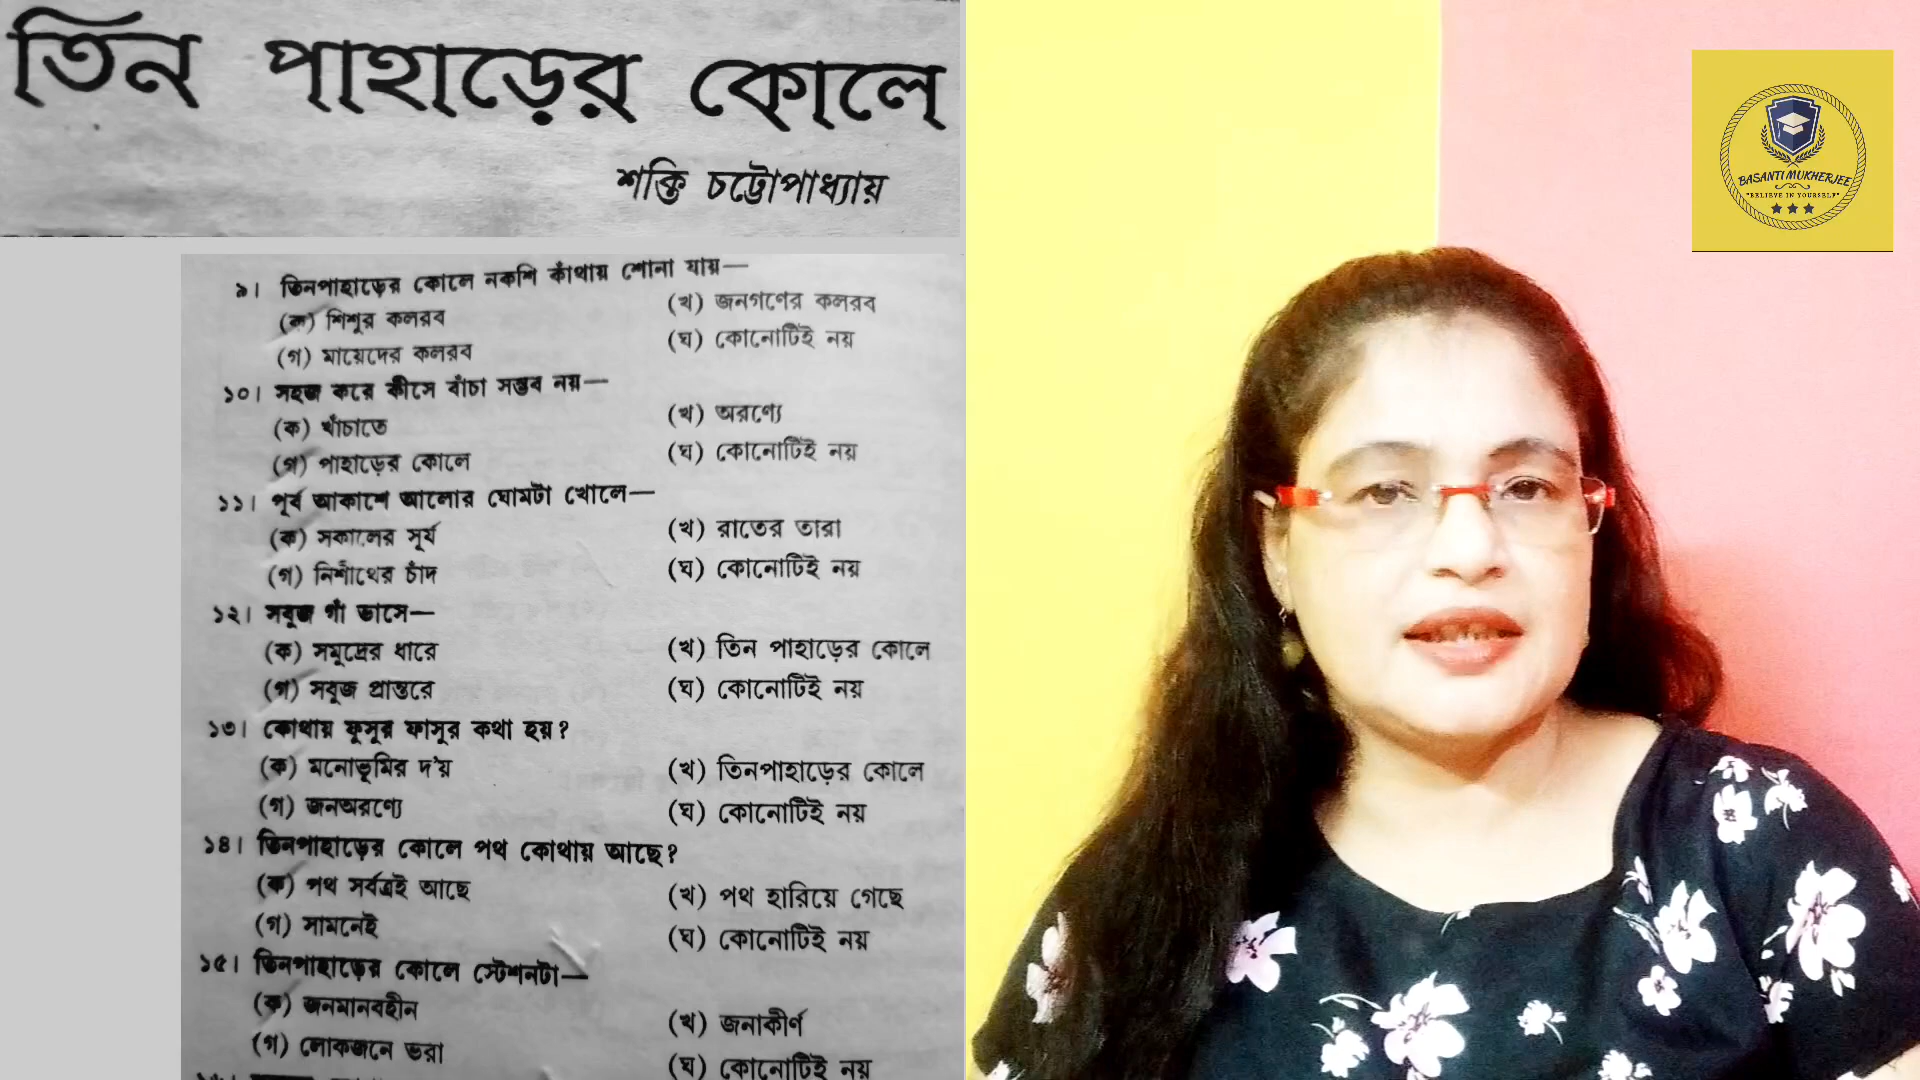 তিন পাহাড়ের কোলে
শক্তি চট্টোপাধ্যায়
৯। তিনপাহাড়ের কোলে নকশি কাঁথায় শোনা যায়—
(ক) শিশুর কলরব (খ) জনগণের কলরব
(গ) মায়েদের কলরব (ঘ) কোনোটিই নয়
১০। সহজ করে কীসে বাঁচা সম্ভব নয়—
(ক) খাঁচাতে (খ) অরণ্যে
(গ) পাহাড়ের কোলে (ঘ) কোনোটিই নয়
১১। পূর্ব আকাশে আলোর ঘোমটা খোলে—
(ক) সকালের সূর্য (খ) রাতের তারা
(গ) নিশীথের চাঁদ (ঘ) কোনোটিই নয়
১২। সবুজ গাঁ ভাসে—
(ক) সমুদ্রের ধারে (খ) তিন পাহাড়ের কোলে
(গ) সবুজ প্রান্তরে (ঘ) কোনোটিই নয়
১৩। কোথায় ফুসুর ফাসুর কথা হয়?
(ক) মনোভূমির দ'য় (খ) তিনপাহাড়ের কোলে
(গ) জনঅরণ্যে (ঘ) কোনোটিই নয়
১৪। তিনপাহাড়ের কোলে পথ কোথায় আছে?
(ক) পথ সর্বত্রই আছে (খ) পথ হারিয়ে গেছে
(গ) সামনেই (ঘ) কোনোটিই নয়
১৫। তিনপাহাড়ের কোলে স্টেশনটা—
(ক) জনমানবহীন (খ) জনাকীর্ণ
(গ) লোকজনে ভরা (ঘ) কোনোটিই নয়
BASANTI MUKHERJEE
"BELIEVE IN YOURSELF"